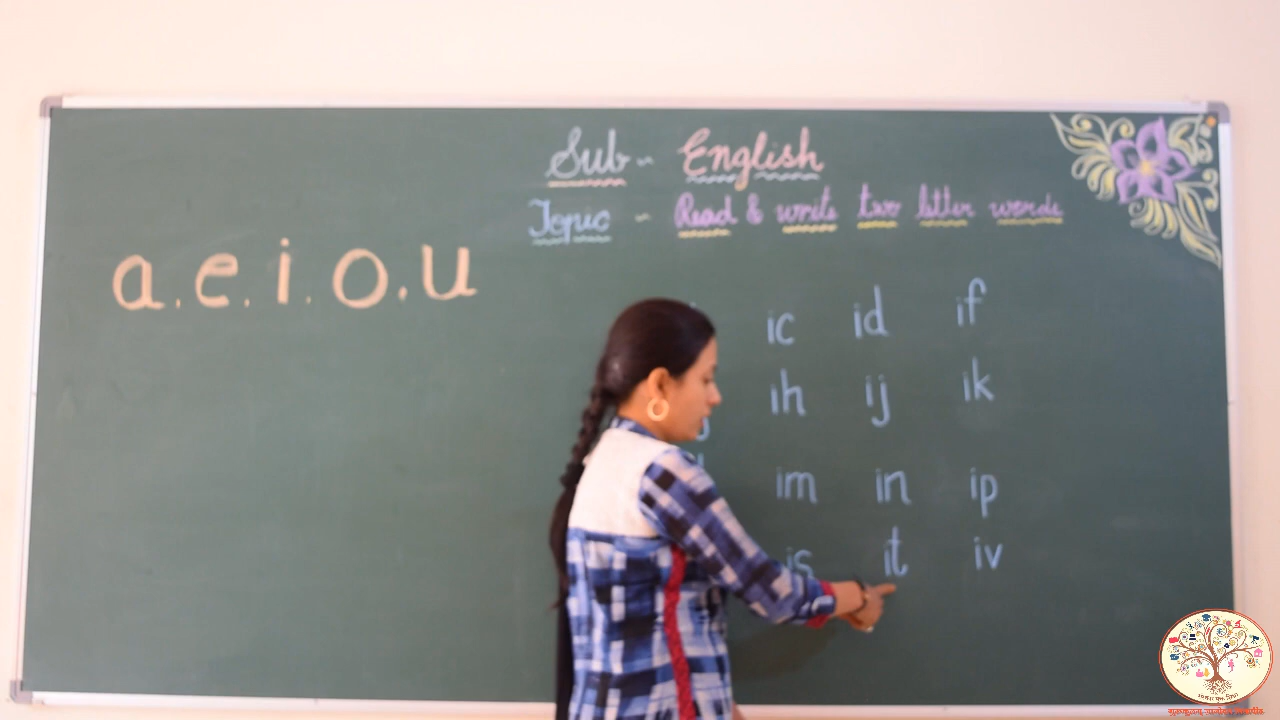 Sub - English
Topic - Read & write two letter words
a . e . i . o . u
ic id if
ih ij ik
im in ip
is it iv